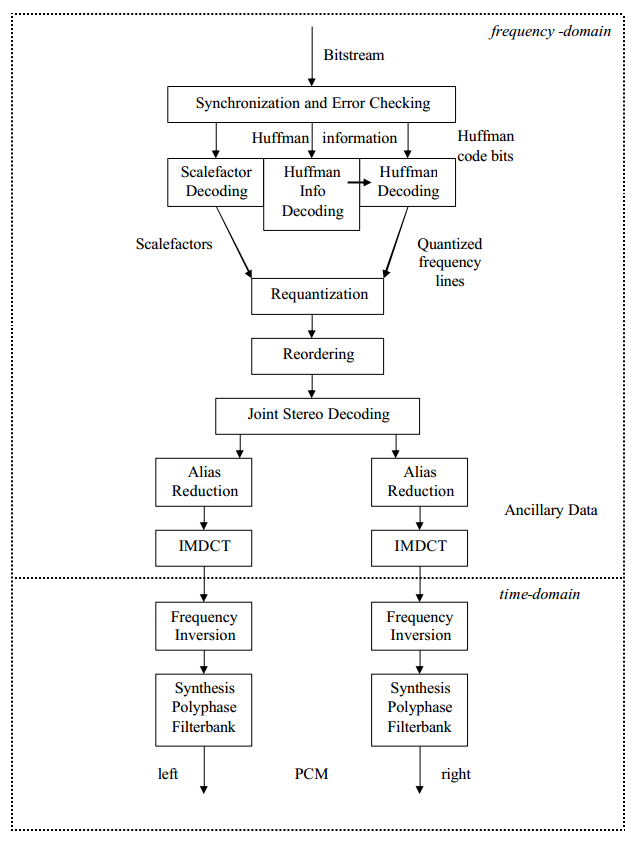 frequency -domain
Bitstream
Synchronization and Error Checking
Huffman information
Huffman
code bits
Scalefactor
Decoding
Huffman
Info
Decoding
Huffman
Decoding
Scalefactors
Quantized
frequency
lines
Requantization
Reordering
Joint Stereo Decoding
Alias
Reduction
Alias
Reduction
Ancillary Data
IMDCT
IMDCT
time-domain
Frequency
Inversion
Frequency
Inversion
Synthesis
Polyphase
Filterbank
Synthesis
Polyphase
Filterbank
left
PCM
right